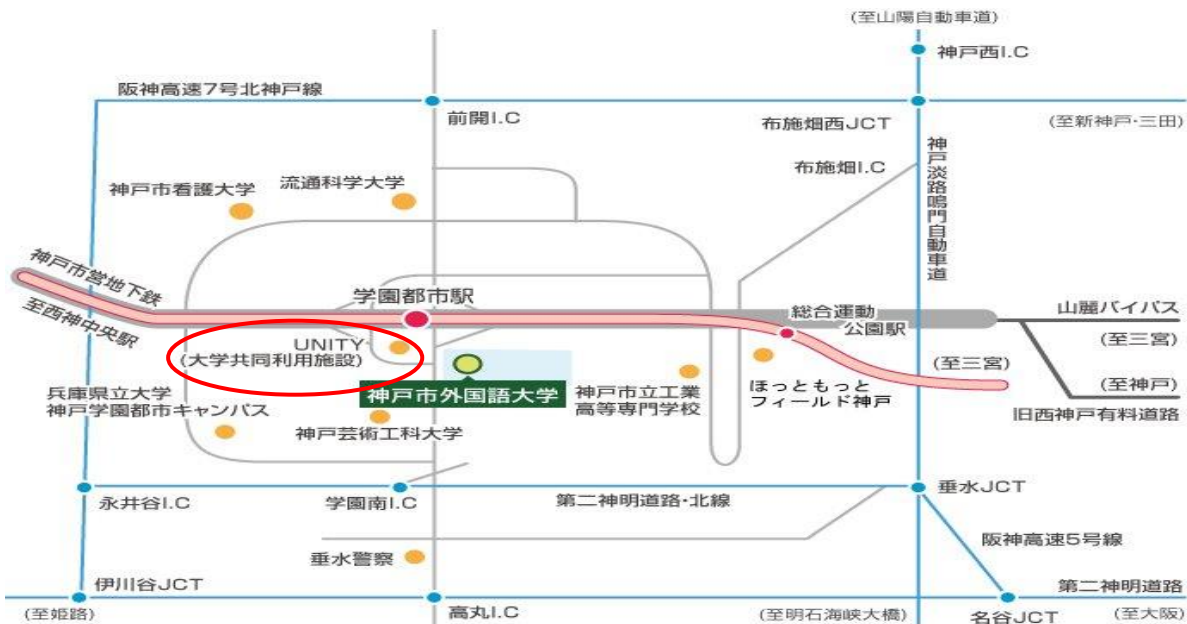 (至山陽自動車道)
神戸西I.C
阪神高速7号北神戸線
前開I.C
布施畑西JCT
(至新神戸・三田)
神戸淡路鳴門自動車道
布施畑I.C
流通科学大学
神戸市看護大学
神戸市営地下鉄
至西神中央駅
学園都市駅
総合運動
公園駅
山麓バイパス
(至三宮)
(至三宮)
(至神戸)
旧西神戸有料道路
UNITY
(大学共同利用施設)
神戸市外国語大学
兵庫県立大学
神戸学園都市キャンパス
神戸芸術工科大学
神戸市立工業
高等専門学校
ほっともっと
フィールド神戸
永井谷I.C
学園南I.C
第二神明道路・北線
垂水JCT
阪神高速5号線
垂水警察
伊川谷JCT
(至姫路)
高丸I.C
(至明石海峡大橋)
名谷JCT
第二神明道路
(至大阪)